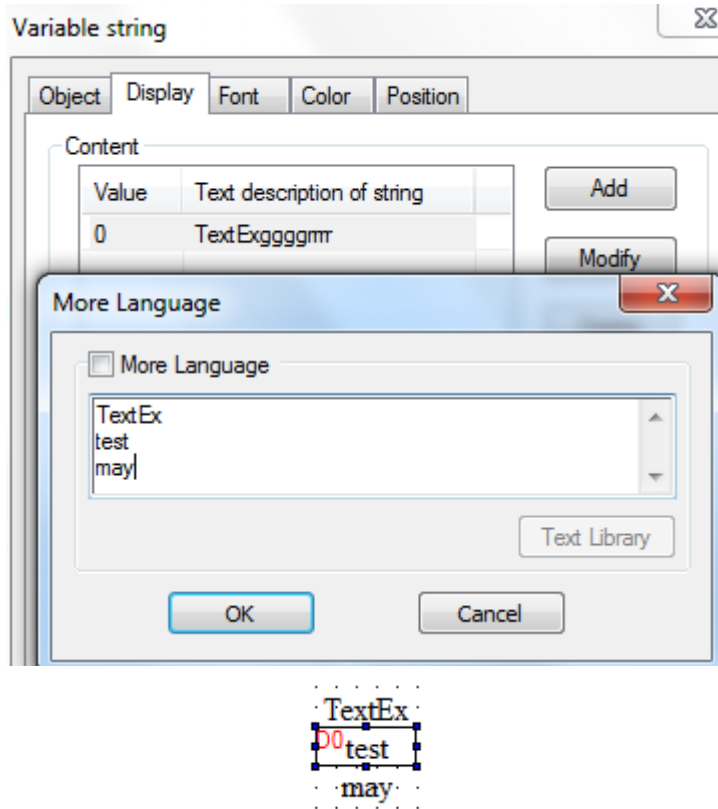 Variable string
Object Display Font Color Position
Content
Value Text description of string
Add
0 TextExggggrrrr
Modify
More Language
More Language
TextEx
test
may
Text Library
OK Cancel
TextEx
D0 test
may